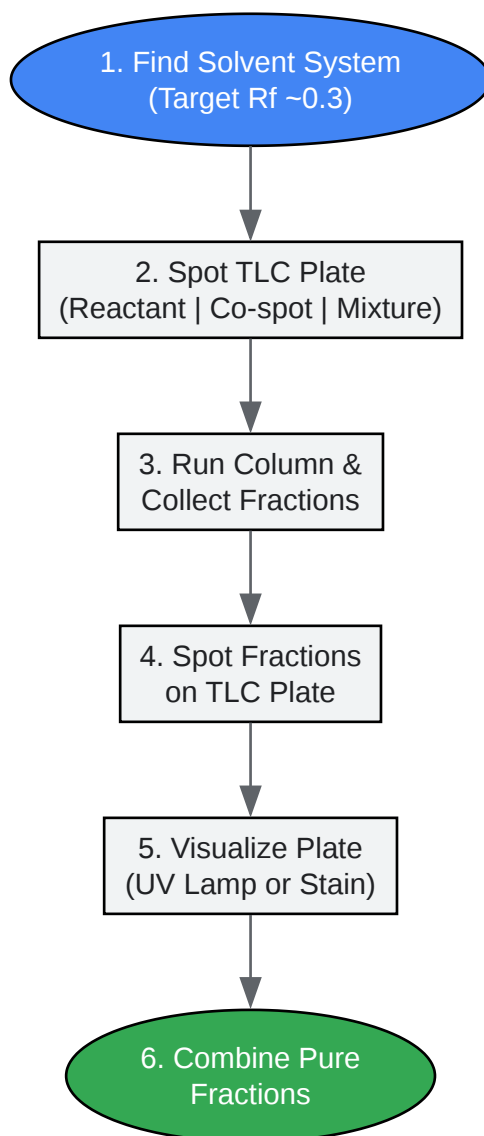 1. Find Solvent System
(Target Rf ~0.3)
2. Spot TLC Plate
(Reactant | Co-spot | Mixture)
3. Run Column &
Collect Fractions
4. Spot Fractions
on TLC Plate
5. Visualize Plate
(UV Lamp or Stain)
6. Combine Pure
Fractions